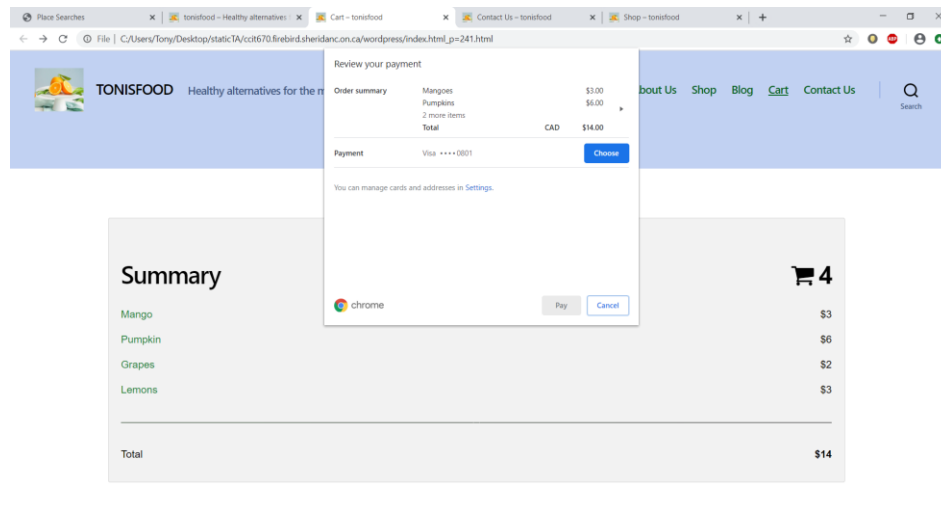 Place Searches
tonisfood – Healthy alternatives
Cart – tonisfood
Contact Us – tonisfood
Shop – tonisfood
File | C:/Users/Tony/Desktop/staticTA/ccit670.firebird.sheridanc.on.ca/wordpress/index.html_p=241.html
TONISFOOD Healthy alternatives for the
bout Us Shop Blog Cart Contact Us
Search
Review your payment
Order summary Mangoes $3.00
Pumpkins $6.00
2 more items
Total CAD $14.00
Payment Visa ••••0801 Choose
You can manage cards and addresses in Settings.
chrome Pay Cancel
Summary 4
Mango $3
Pumpkin $6
Grapes $2
Lemons $3
Total $14